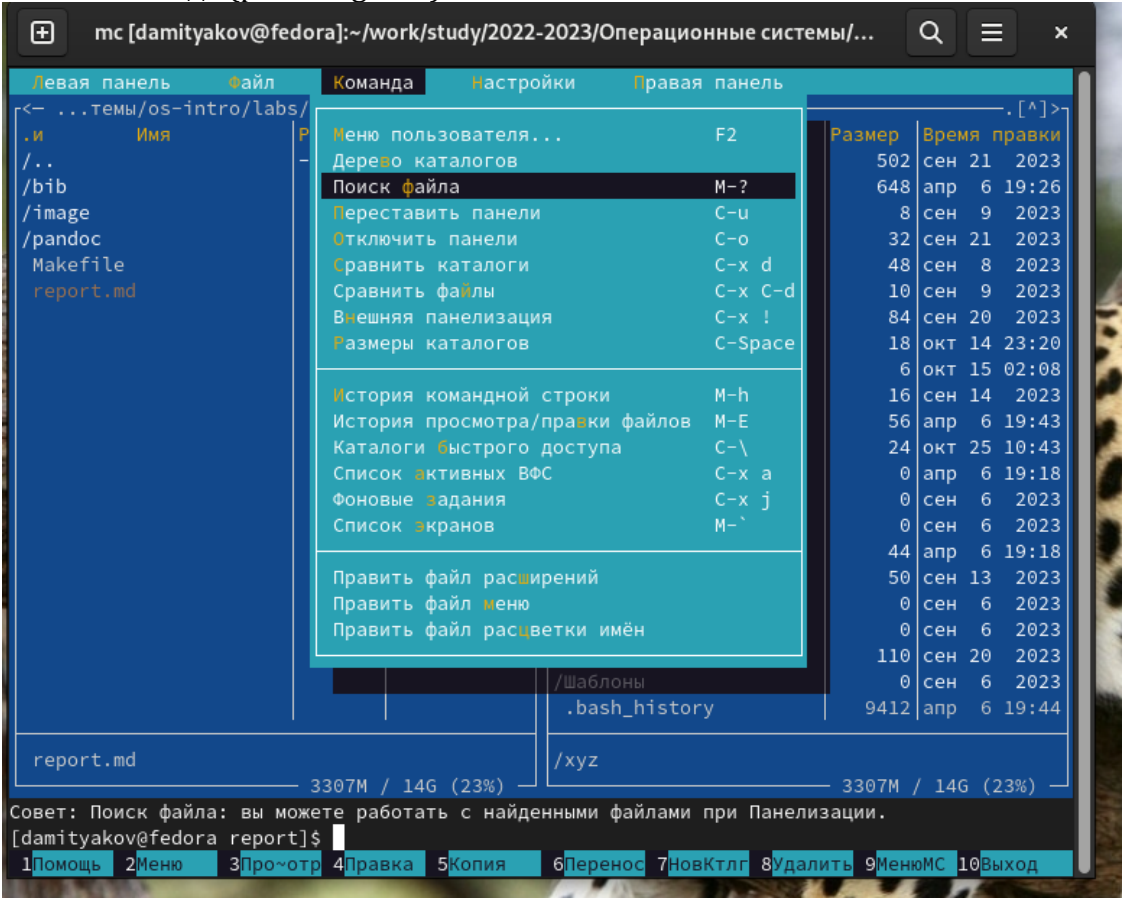 mc [damityakov@fedora]:~/work/study/2022-2023/Операционные системы/...
Левая панель Файл Команда Настройки Правая панель
<- ...темы/os-intro/labs/ .[^]>
.и Имя Р Меню пользователя... F2 Размер Время правки
/.. Дерево каталогов 502 сен 21 2023
/bib Поиск файла M-? 648 апр 6 19:26
/image Переставить панели C-u 8 сен 9 2023
/pandoc Отключить панели C-o 32 сен 21 2023
Makefile Сравнить каталоги C-x d 48 сен 8 2023
report.md Сравнить файлы C-x C-d 10 сен 9 2023
Внешняя панелизация C-x ! 84 сен 20 2023
Размеры каталогов C-Space 18 окт 14 23:20
6 окт 15 02:08
История командной строки M-h 16 сен 14 2023
История просмотра/правки файлов M-E 56 апр 6 19:43
Каталоги быстрого доступа C-\ 24 окт 25 10:43
Список активных ВФС C-x a 0 апр 6 19:18
Фоновые задания C-x j 0 сен 6 2023
Список экранов M-` 0 сен 6 2023
44 апр 6 19:18
Править файл расширений 50 сен 13 2023
Править файл меню 0 сен 6 2023
Править файл расцветки имён 0 сен 6 2023
110 сен 20 2023
/Шаблоны 0 сен 6 2023
.bash_history 9412 апр 6 19:44
report.md /xyz
3307M / 14G (23%) 3307M / 14G (23%)
Совет: Поиск файла: вы можете работать с найденными файлами при Панелизации.
[damityakov@fedora report]$
1Помощь 2Меню 3Про~отр 4Правка 5Копия 6Перенос 7НовКтлг 8Удалить 9МенюMC 10Выход